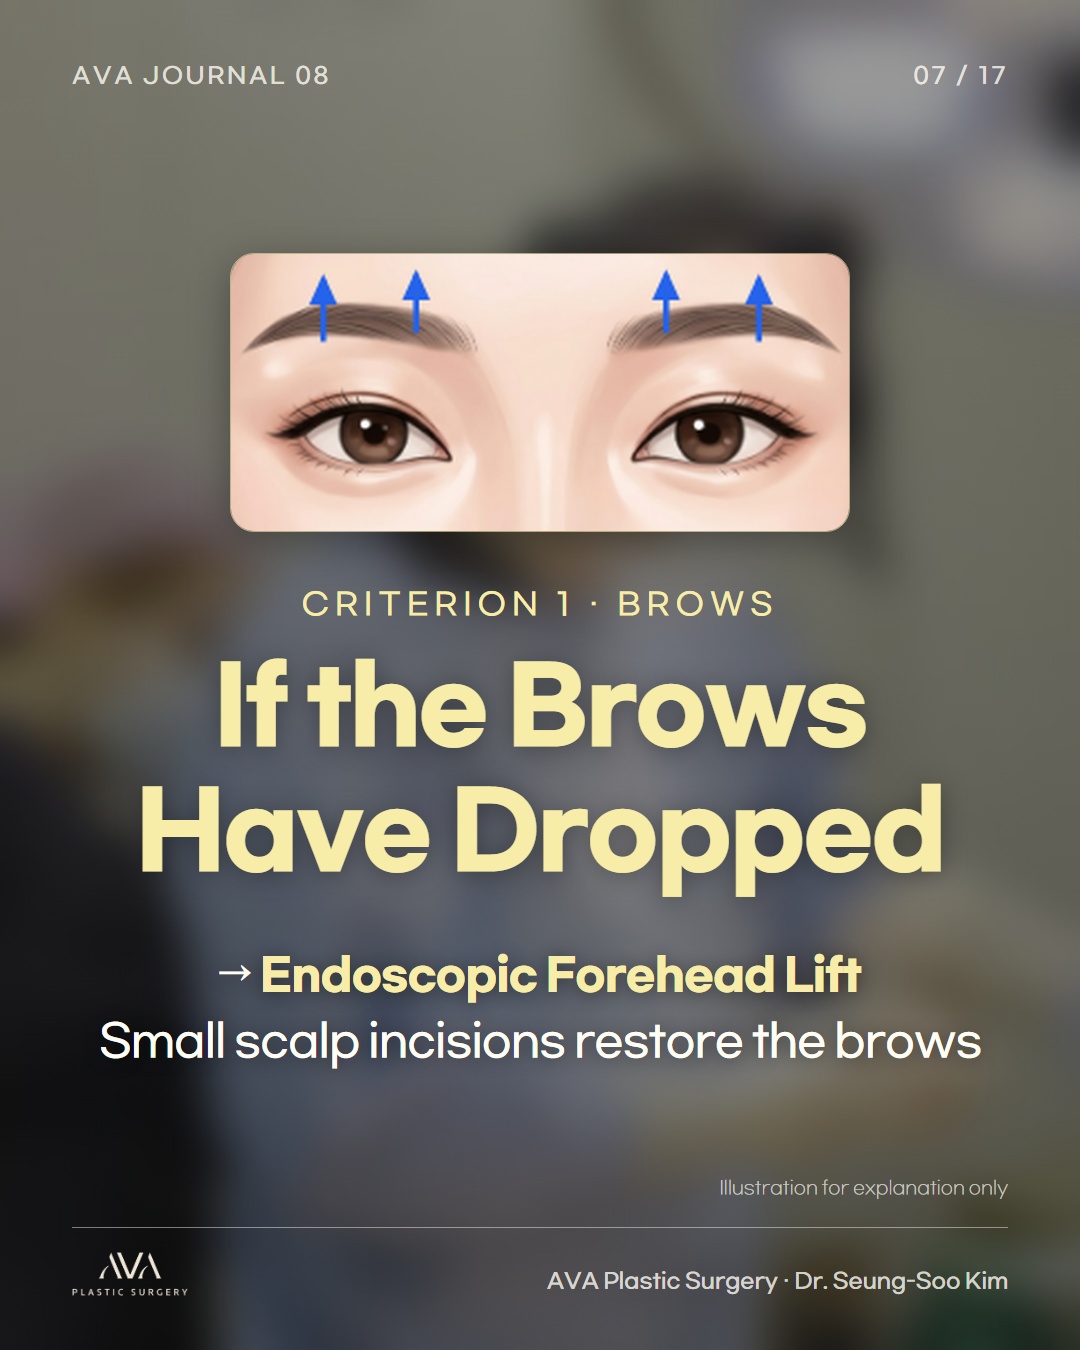 AVA JOURNAL 08
07 / 17
CRITERION 1 · BROWS
If the Brows
Have Dropped
→ Endoscopic Forehead Lift
Small scalp incisions restore the brows
Illustration for explanation only
AVA
PLASTIC SURGERY
AVA Plastic Surgery · Dr. Seung-Soo Kim